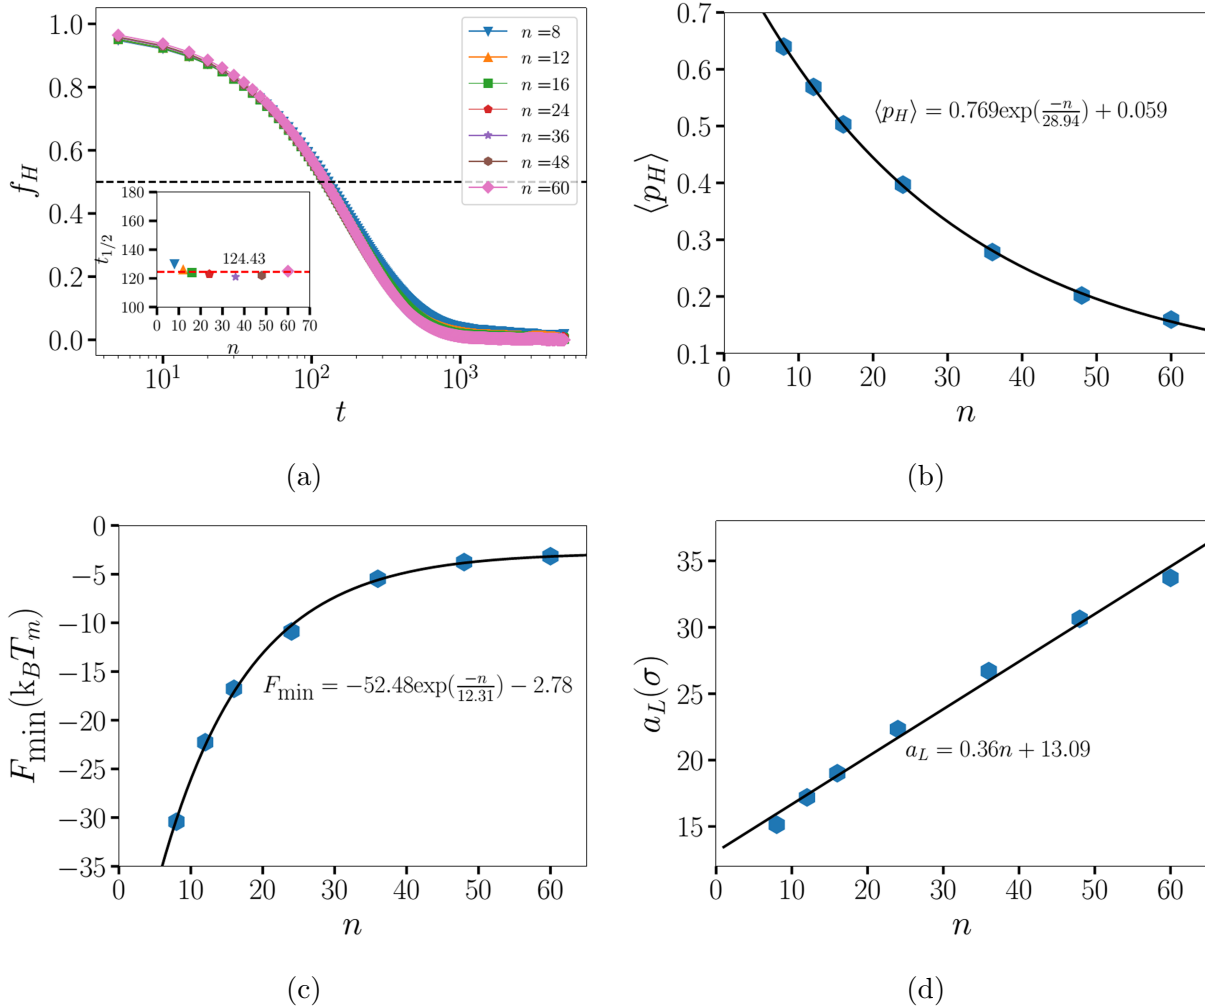 1.0
0.8
0.6
0.4
0.2
0.0
f_H
n =8
n =12
n =16
n =24
n =36
n =48
n =60
180
160
140
120
100
t_{1/2}
124.43
0 10 20 30 40 50 60 70
n
10^1 10^2 10^3
t
(a)
0.7
0.6
0.5
0.4
0.3
0.2
0.1
⟨p_H⟩
⟨p_H⟩ = 0.769exp(\frac{-n}{28.94}) + 0.059
0 10 20 30 40 50 60
n
(b)
0
−5
−10
−15
−20
−25
−30
−35
F_min(k_BT_m)
F_min = −52.48exp(\frac{-n}{12.31}) − 2.78
0 10 20 30 40 50 60
n
(c)
35
30
25
20
15
a_L(σ)
a_L = 0.36n + 13.09
0 10 20 30 40 50 60
n
(d)